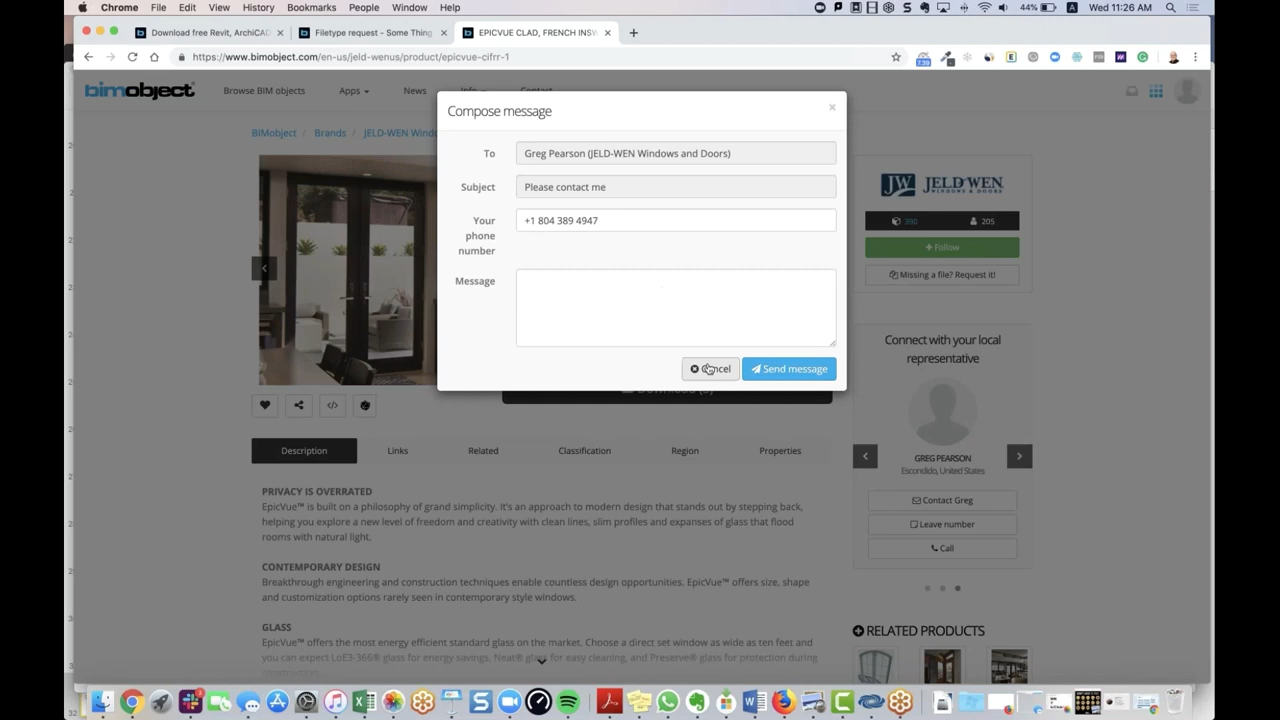 Chrome File Edit View History Bookmarks People Window Help 44% Wed 11:26 AM
Download free Revit, ArchiCAD × Filetype request - Some Thing × EPICVUE CLAD, FRENCH INSW × +
https://www.bimobject.com/en-us/jeld-wenus/product/epicvue-cifrr-1
bimobject Browse BIM objects Apps News Info Contact
Compose message ×
BIMobject Brands JELD-WEN Windo
To Greg Pearson (JELD-WEN Windows and Doors)
Subject Please contact me
Your phone number +1 804 389 4947
Message
Cancel Send message
JW JELD-WEN
WINDOWS & DOORS
390 205
+ Follow
Missing a file? Request it!
Connect with your local
representative
GREG PEARSON
Escondido, United States
Contact Greg
Leave number
Call
Description Links Related Classification Region Properties
PRIVACY IS OVERRATED
EpicVue™ is built on a philosophy of grand simplicity. It's an approach to modern design that stands out by stepping back,
helping you explore a new level of freedom and creativity with clean lines, slim profiles and expanses of glass that flood
rooms with natural light.
CONTEMPORARY DESIGN
Breakthrough engineering and construction techniques enable countless design opportunities. EpicVue™ offers size, shape
and customization options rarely seen in contemporary style windows.
GLASS
EpicVue™ offers the most energy efficient standard glass on the market. Choose a direct set window as wide as ten feet and
you can expect LoE3-366® glass for energy savings, Neat® glass for easy cleaning, and Preserve® glass for protection during
RELATED PRODUCTS